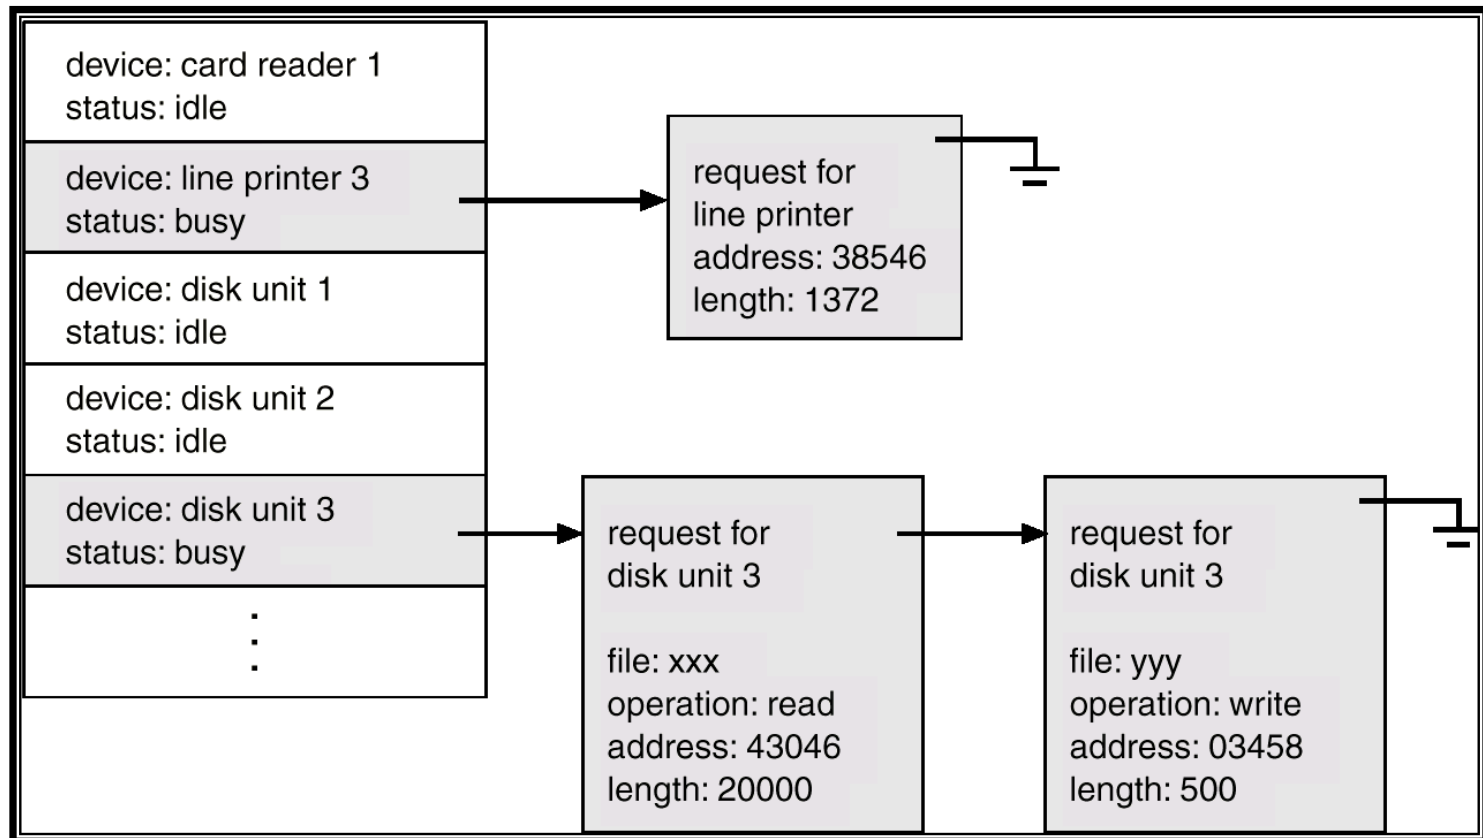 device: card reader 1
status: idle
device: line printer 3
status: busy
request for
line printer
address: 38546
length: 1372
device: disk unit 1
status: idle
device: disk unit 2
status: idle
device: disk unit 3
status: busy
request for
disk unit 3
file: xxx
operation: read
address: 43046
length: 20000
request for
disk unit 3
file: yyy
operation: write
address: 03458
length: 500